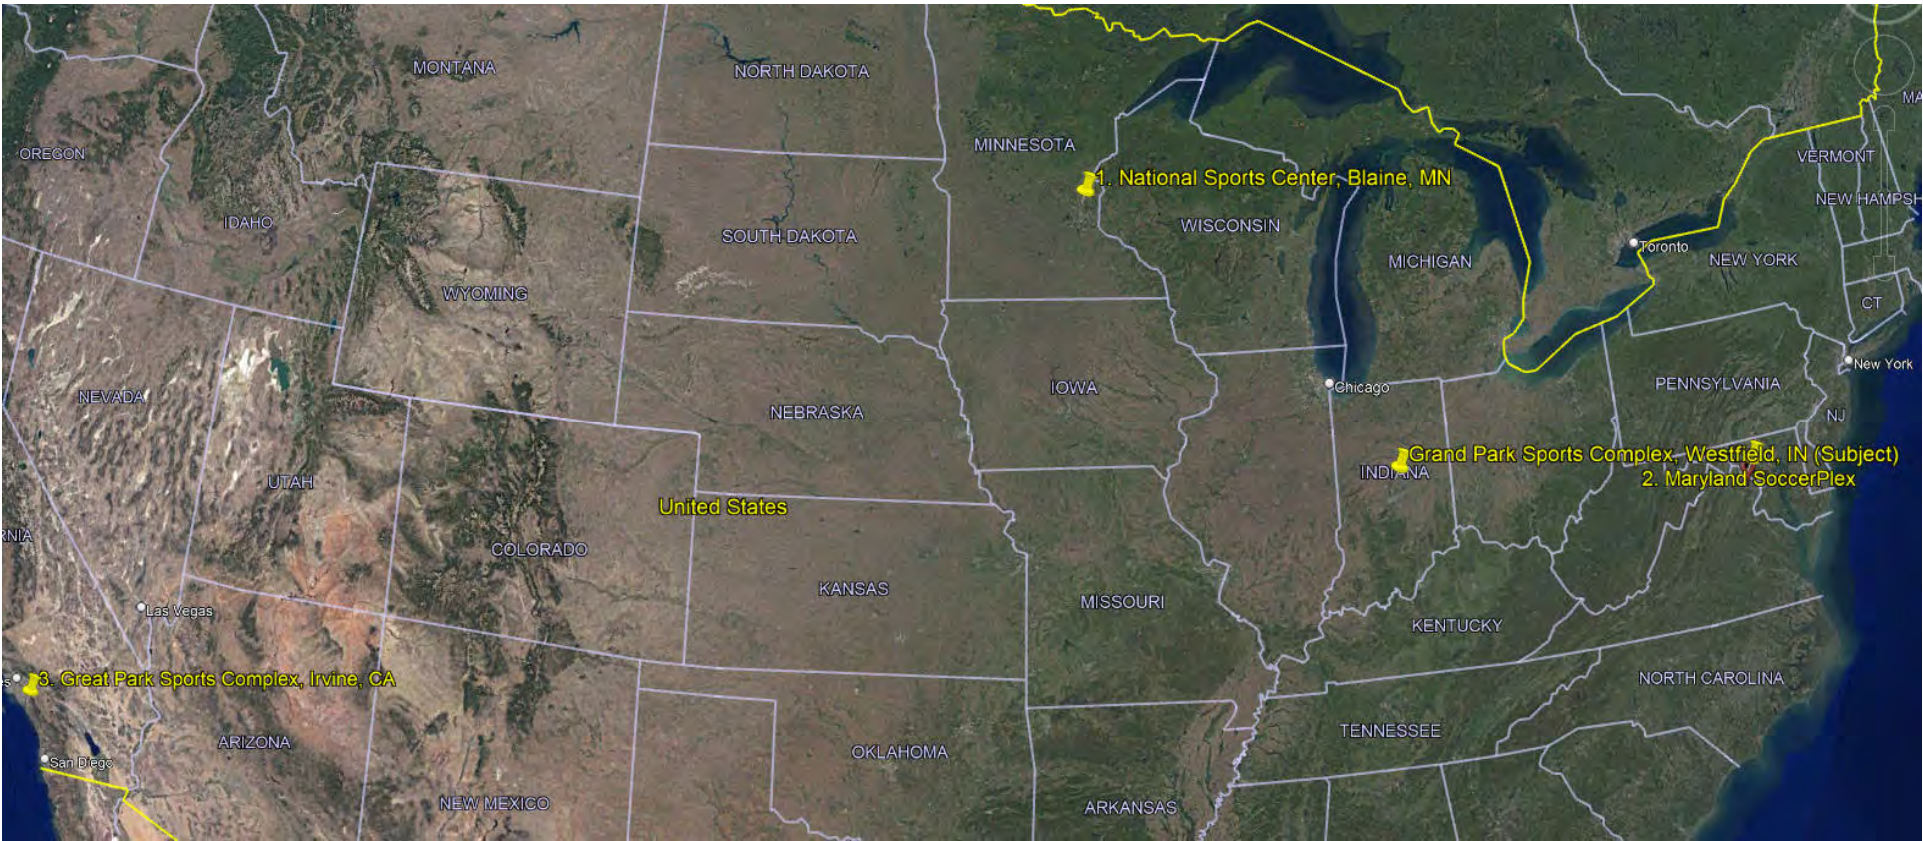 MONTANA
NORTH DAKOTA
MA
MINNESOTA
OREGON
VERMONT
1. National Sports Center, Blaine, MN
NEW HAMPSH
IDAHO
SOUTH DAKOTA
WISCONSIN
Toronto
MICHIGAN
NEW YORK
WYOMING
CT
New York
Chicago
PENNSYLVANIA
IOWA
NEVADA
NEBRASKA
NJ
Grand Park Sports Complex, Westfield, IN (Subject)
INDIANA
2. Maryland SoccerPlex
UTAH
United States
RNIA
COLORADO
KANSAS
MISSOURI
Las Vegas
KENTUCKY
es
3. Great Park Sports Complex, Irvine, CA
NORTH CAROLINA
TENNESSEE
ARIZONA
OKLAHOMA
San Diego
NEW MEXICO
ARKANSAS